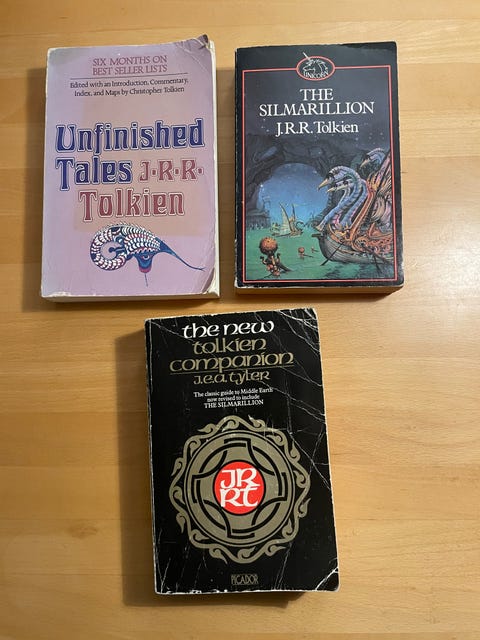 SIX MONTHS ON
BEST SELLER LISTS
Edited with an Introduction, Commentary,
Index, and Maps by Christopher Tolkien
Unfinished
Tales J·R·R·
Tolkien
UNICORN
THE
SILMARILLION
J.R.R. Tolkien
the new
tolkien
companion
J.E.A. tyler
The classic guide to Middle Earth
now revised to include
THE SILMARILLION
JR
RT
PICADOR